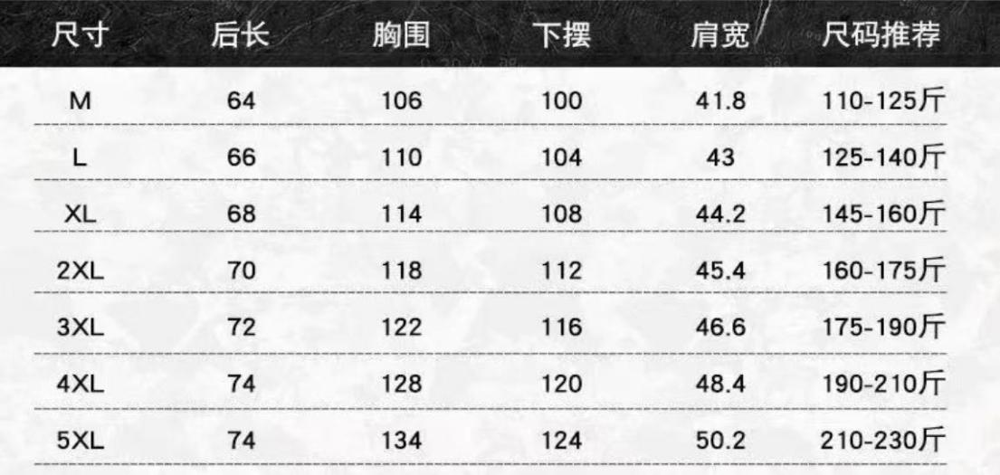 尺寸 后长 胸围 下摆 肩宽 尺码推荐
M 64 106 100 41.8 110-125斤
L 66 110 104 43 125-140斤
XL 68 114 108 44.2 145-160斤
2XL 70 118 112 45.4 160-175斤
3XL 72 122 116 46.6 175-190斤
4XL 74 128 120 48.4 190-210斤
5XL 74 134 124 50.2 210-230斤